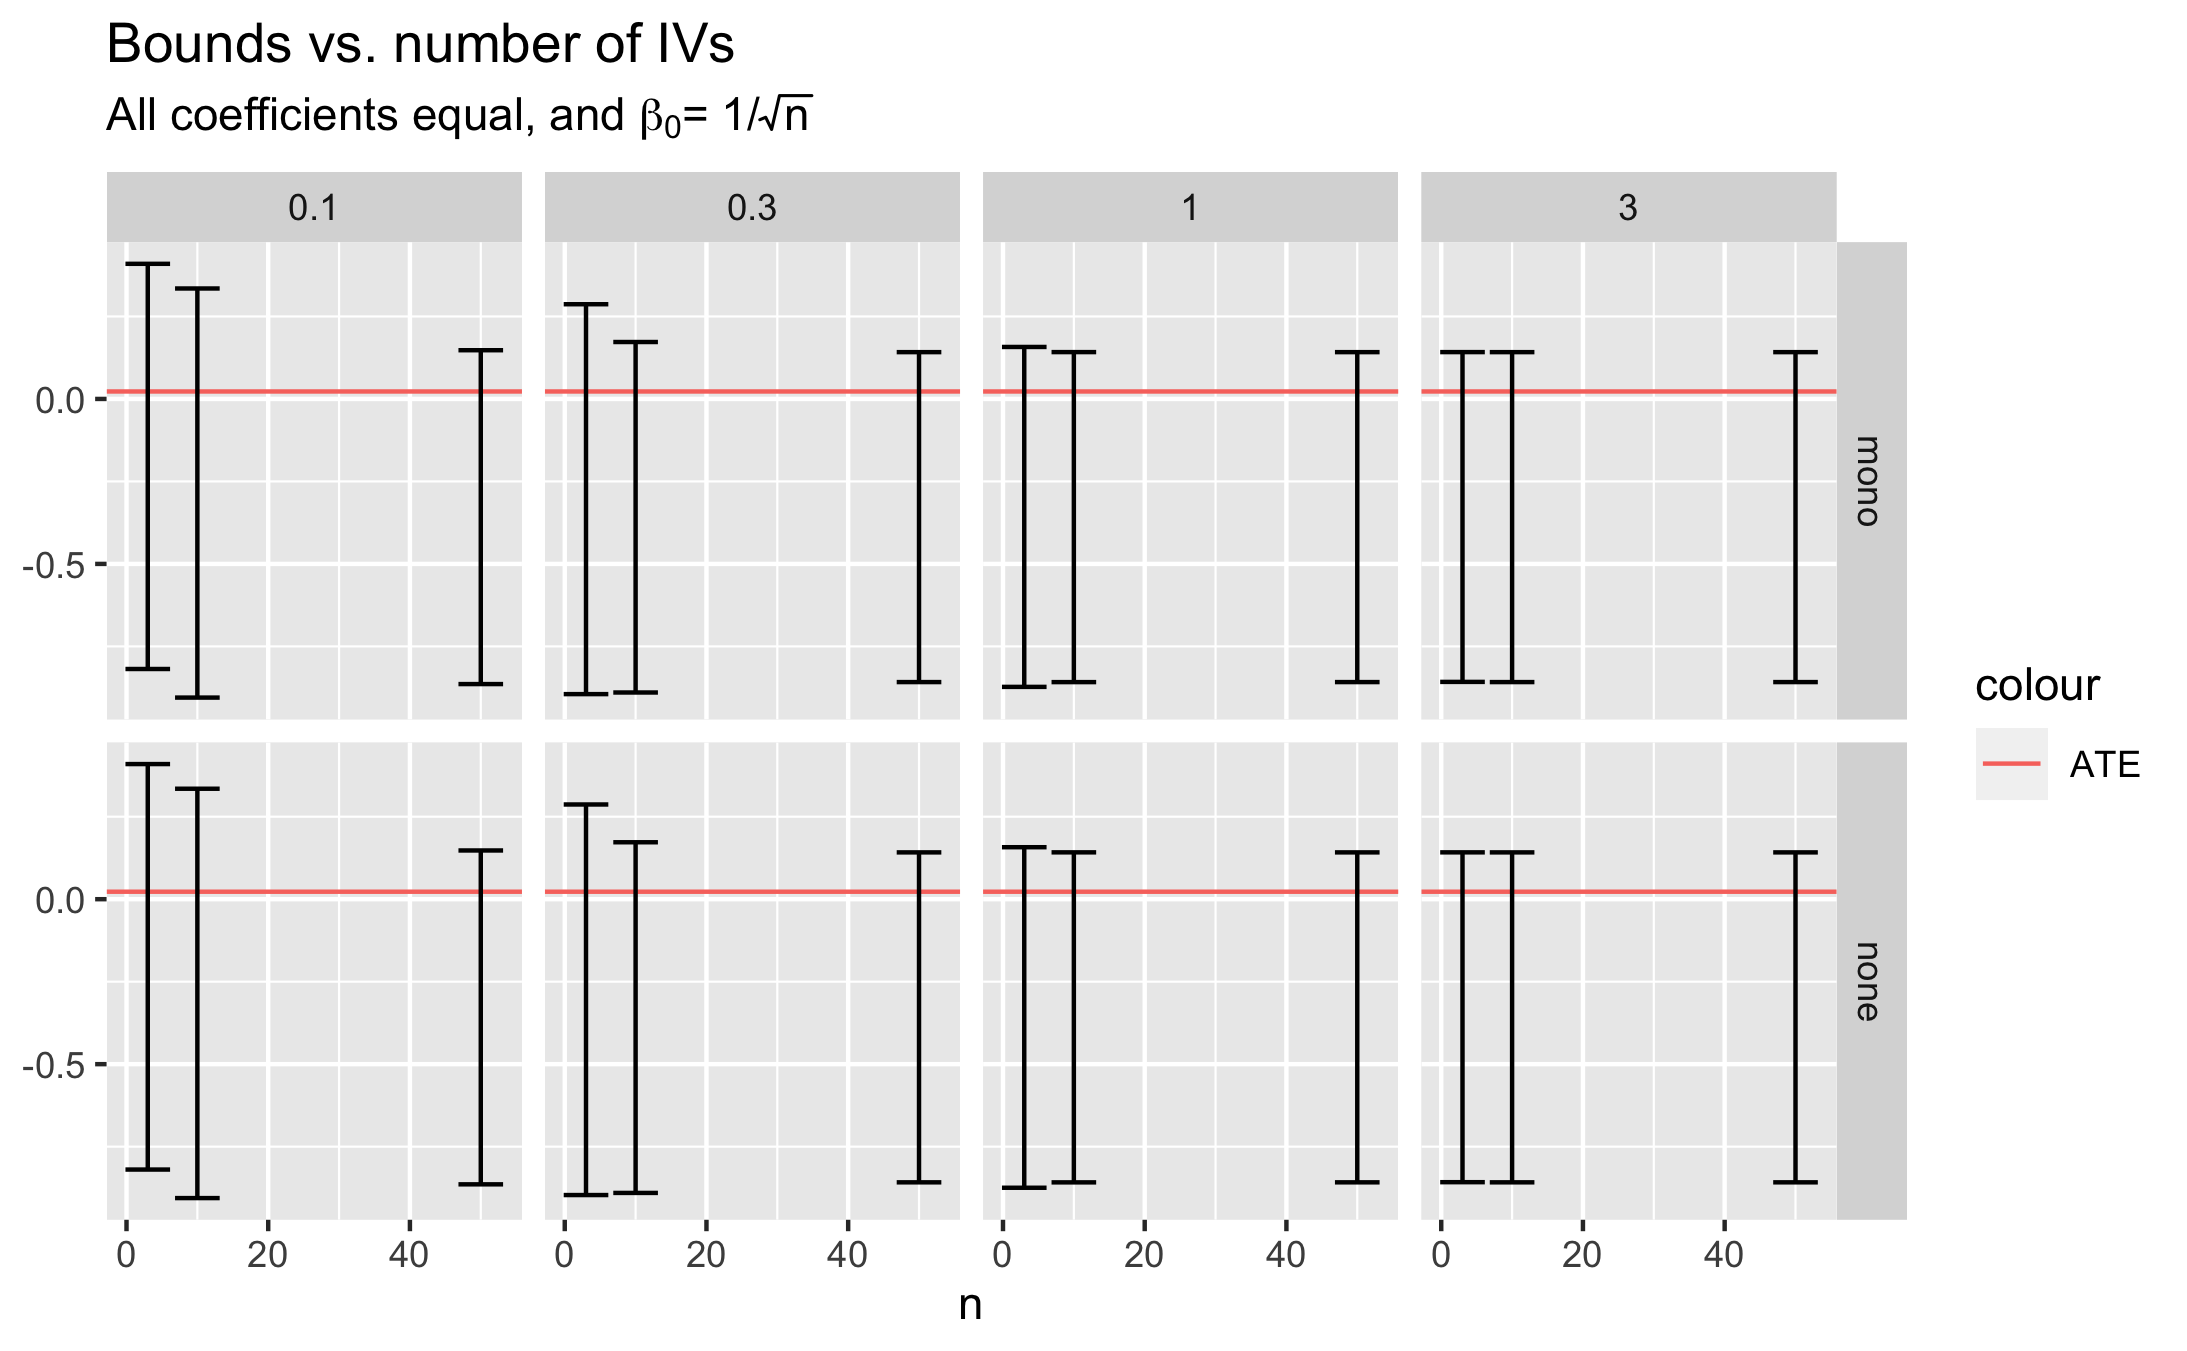 Bounds vs. number of IVs
All coefficients equal, and β₀= 1/√n
0.1 0.3 1 3
0.0
-0.5
mono
0.0
-0.5
none
0 20 40 0 20 40 0 20 40 0 20 40
n
colour
ATE